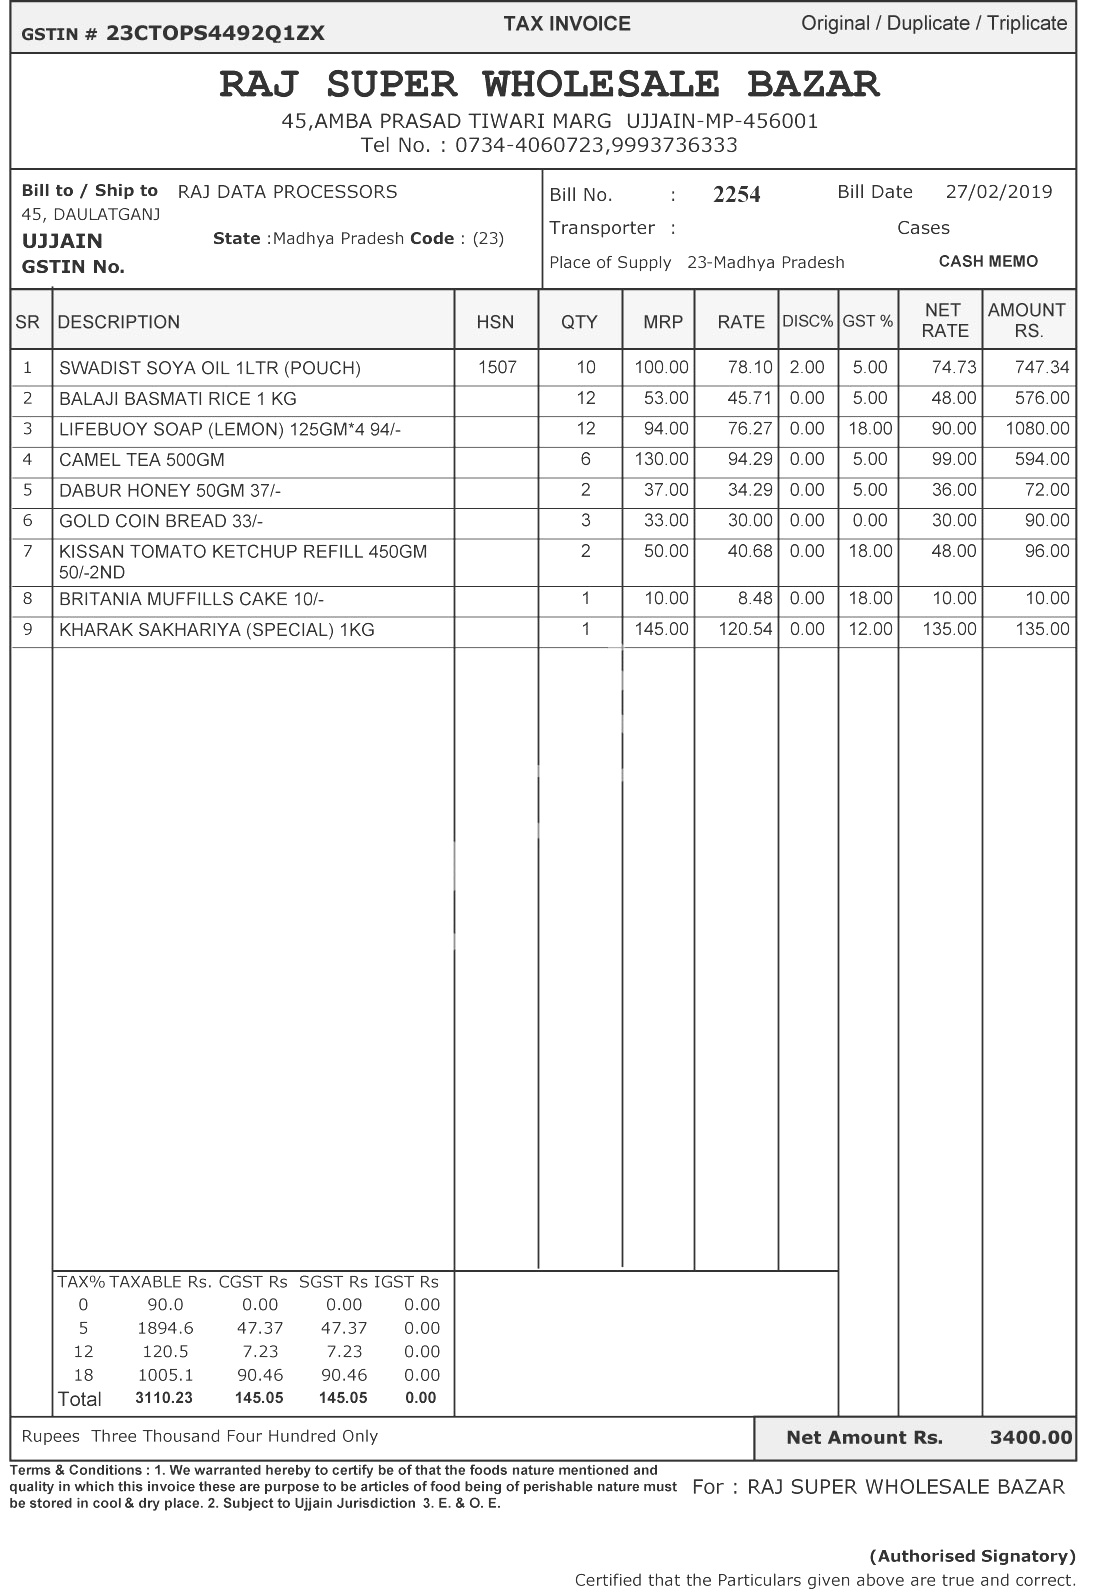 GSTIN # 23CTOPS4492Q1ZX TAX INVOICE Original / Duplicate / Triplicate
RAJ SUPER WHOLESALE BAZAR
45,AMBA PRASAD TIWARI MARG UJJAIN-MP-456001
Tel No. : 0734-4060723,9993736333
Bill to / Ship to RAJ DATA PROCESSORS
45, DAULATGANJ
UJJAIN State :Madhya Pradesh Code : (23)
GSTIN No.
Bill No. : 2254 Bill Date 27/02/2019
Transporter : Cases
Place of Supply 23-Madhya Pradesh CASH MEMO
SR DESCRIPTION HSN QTY MRP RATE DISC% GST % NET RATE AMOUNT RS.
1 SWADIST SOYA OIL 1LTR (POUCH) 1507 10 100.00 78.10 2.00 5.00 74.73 747.34
2 BALAJI BASMATI RICE 1 KG 12 53.00 45.71 0.00 5.00 48.00 576.00
3 LIFEBUOY SOAP (LEMON) 125GM*4 94/- 12 94.00 76.27 0.00 18.00 90.00 1080.00
4 CAMEL TEA 500GM 6 130.00 94.29 0.00 5.00 99.00 594.00
5 DABUR HONEY 50GM 37/- 2 37.00 34.29 0.00 5.00 36.00 72.00
6 GOLD COIN BREAD 33/- 3 33.00 30.00 0.00 0.00 30.00 90.00
7 KISSAN TOMATO KETCHUP REFILL 450GM 2 50.00 40.68 0.00 18.00 48.00 96.00
50/-2ND
8 BRITANIA MUFFILLS CAKE 10/- 1 10.00 8.48 0.00 18.00 10.00 10.00
9 KHARAK SAKHARIYA (SPECIAL) 1KG 1 145.00 120.54 0.00 12.00 135.00 135.00
TAX% TAXABLE Rs. CGST Rs SGST Rs IGST Rs
0 90.0 0.00 0.00 0.00
5 1894.6 47.37 47.37 0.00
12 120.5 7.23 7.23 0.00
18 1005.1 90.46 90.46 0.00
Total 3110.23 145.05 145.05 0.00
Rupees Three Thousand Four Hundred Only Net Amount Rs. 3400.00
Terms & Conditions : 1. We warranted hereby to certify be of that the foods nature mentioned and
quality in which this invoice these are purpose to be articles of food being of perishable nature must
be stored in cool & dry place. 2. Subject to Ujjain Jurisdiction 3. E. & O. E.
For : RAJ SUPER WHOLESALE BAZAR
(Authorised Signatory)
Certified that the Particulars given above are true and correct.